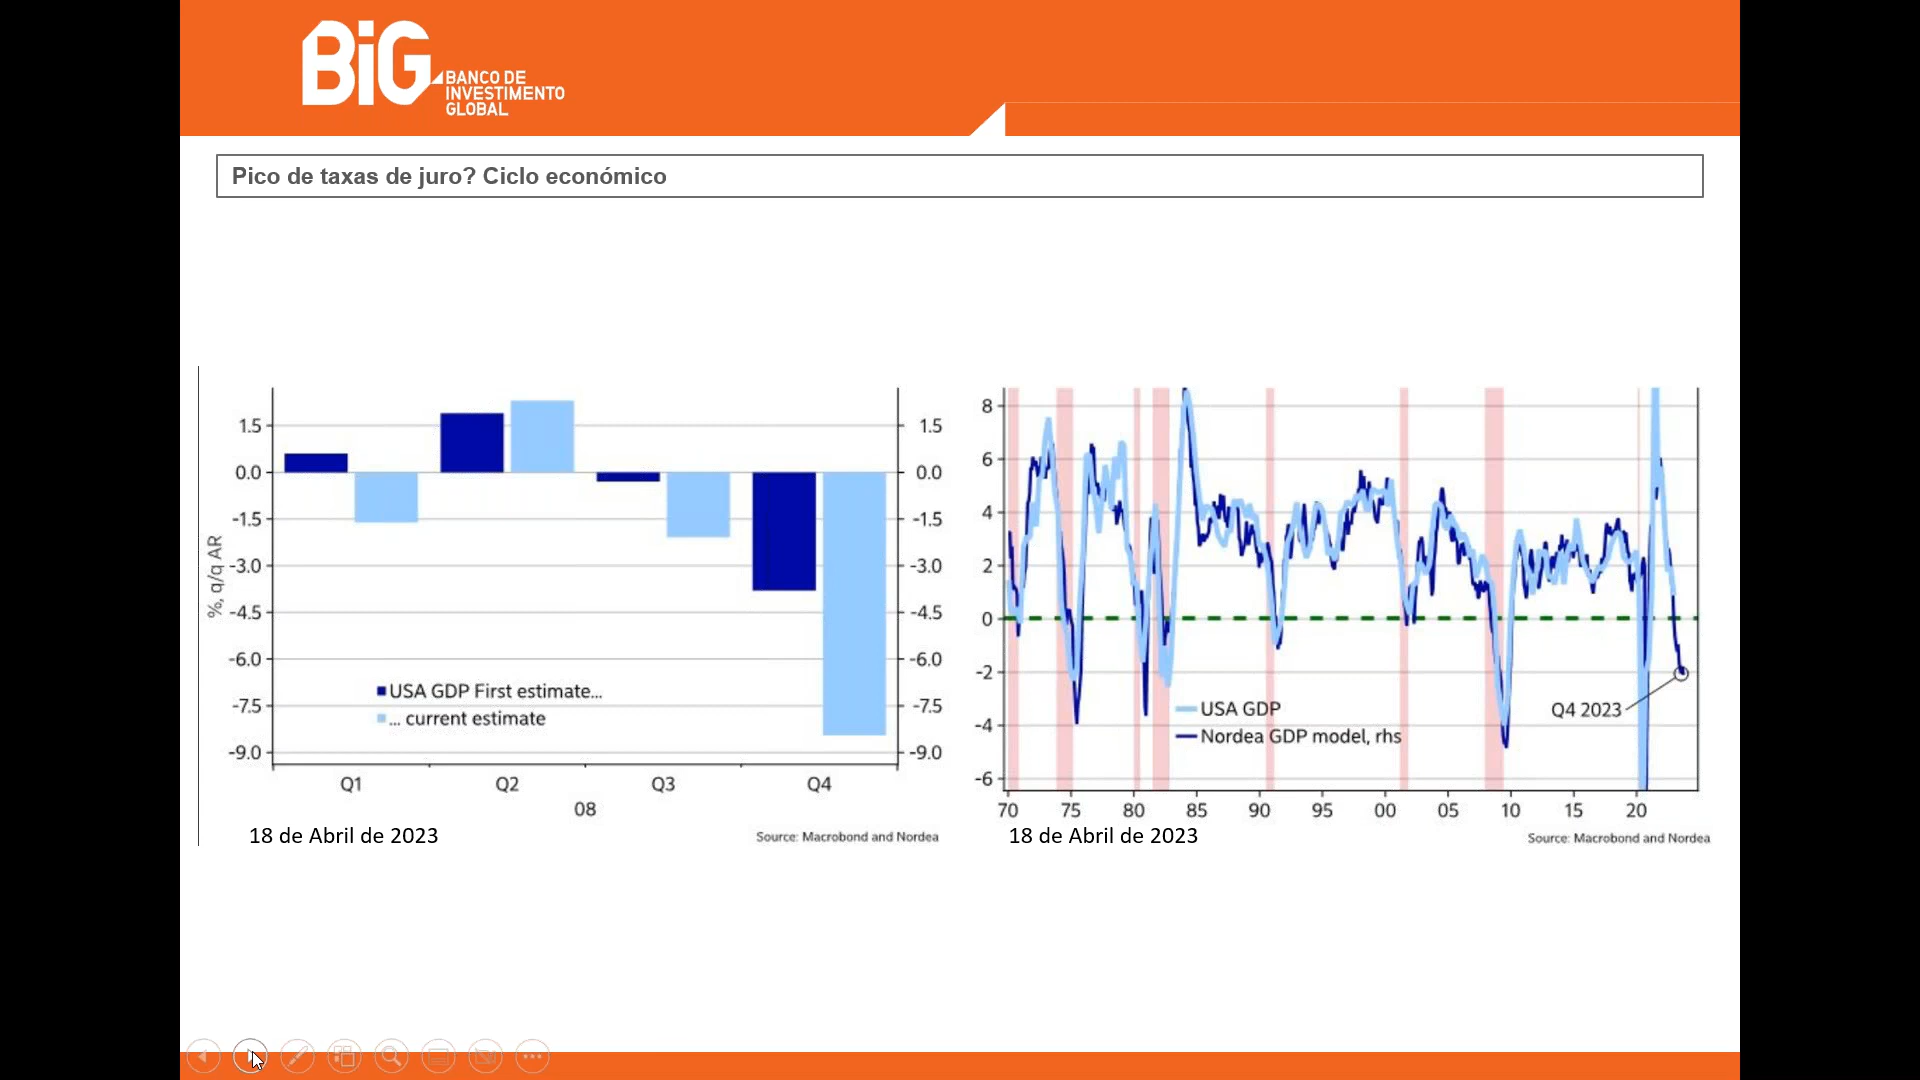 BiG
BANCO DE
INVESTIMENTO
GLOBAL
Pico de taxas de juro? Ciclo económico
%, q/q AR
1.5
0.0
-1.5
-3.0
-4.5
-6.0
-7.5
-9.0
1.5
0.0
-1.5
-3.0
-4.5
-6.0
-7.5
-9.0
USA GDP First estimate...
... current estimate
Q1 Q2 Q3 Q4
08
18 de Abril de 2023
Source: Macrobond and Nordea
8
6
4
2
0
-2
-4
-6
USA GDP
Nordea GDP model, rhs
Q4 2023
70 75 80 85 90 95 00 05 10 15 20
18 de Abril de 2023
Source: Macrobond and Nordea